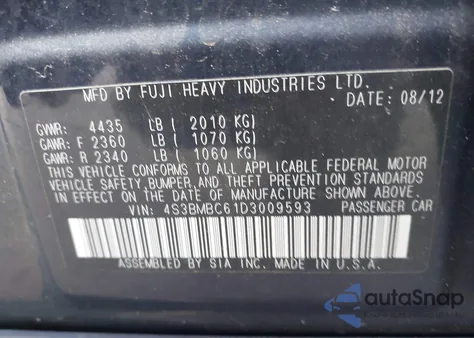 MFD BY FUJI HEAVY INDUSTRIES LTD.
DATE: 08/12
GVWR: 4435 LB ( 2010 KG)
GAWR: F 2360 LB ( 1070 KG)
GAWR: R 2340 LB ( 1060 KG)
THIS VEHICLE CONFORMS TO ALL APPLICABLE FEDERAL MOTOR
VEHICLE SAFETY, BUMPER, AND THEFT PREVENTION STANDARDS
IN EFFECT ON THE DATE OF MANUFACTURE SHOWN ABOVE.
VIN: 4S3BMBC61D3009593 PASSENGER CAR
ASSEMBLED BY SIA INC. MADE IN U.S.A.
autoSnap